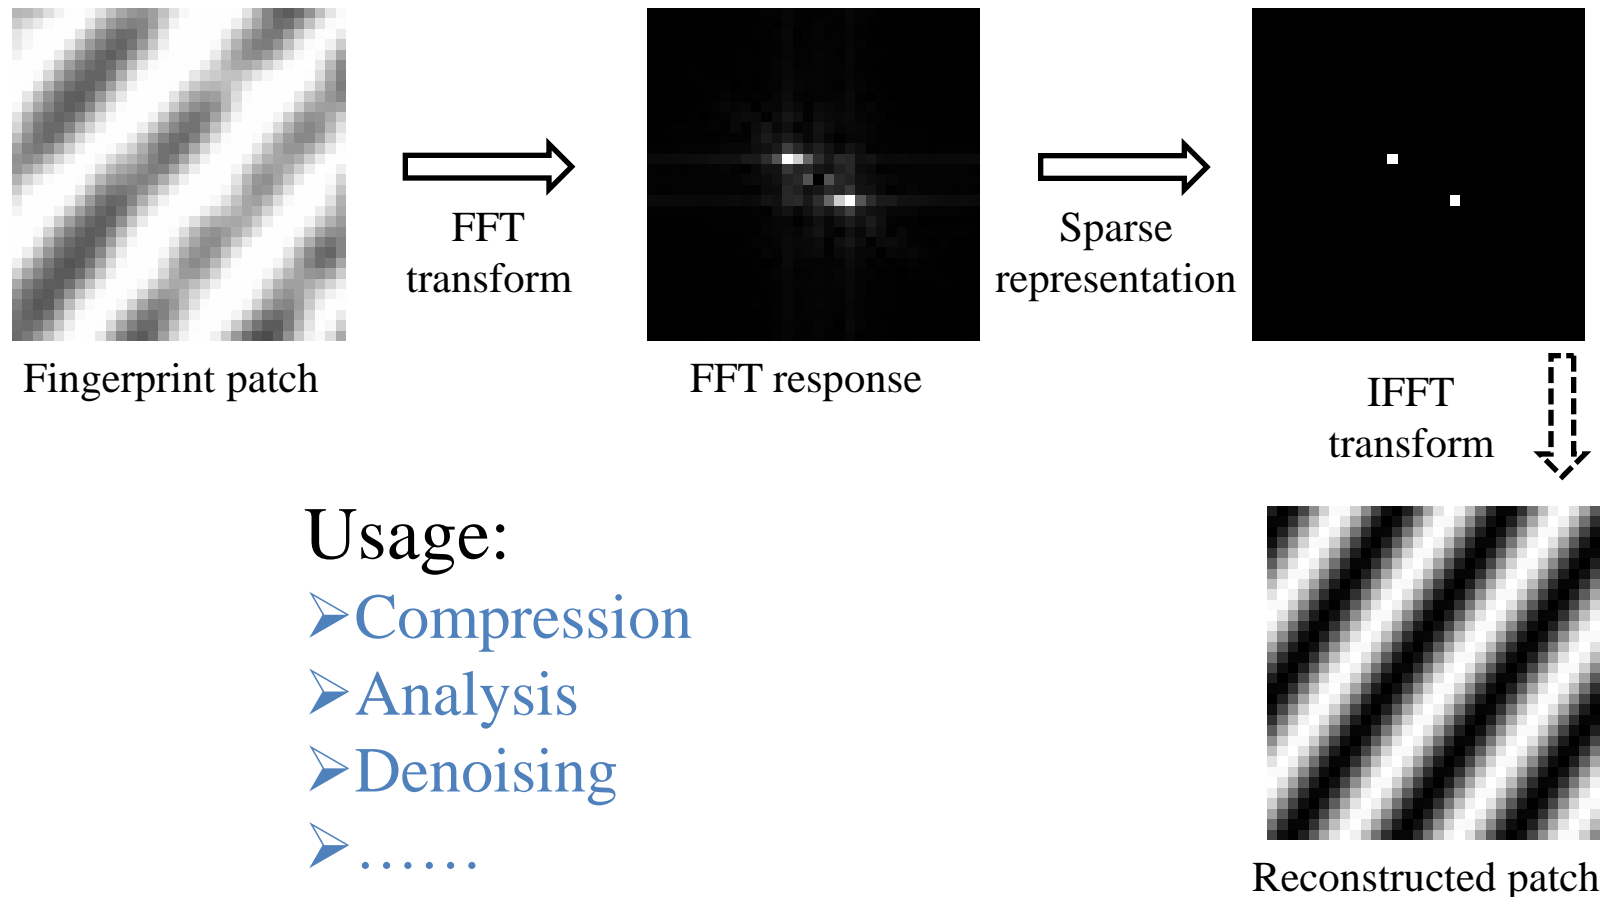 FFT
transform
Sparse
representation
Fingerprint patch
FFT response
IFFT
transform
Usage:
➢Compression
➢Analysis
➢Denoising
➢……
Reconstructed patch